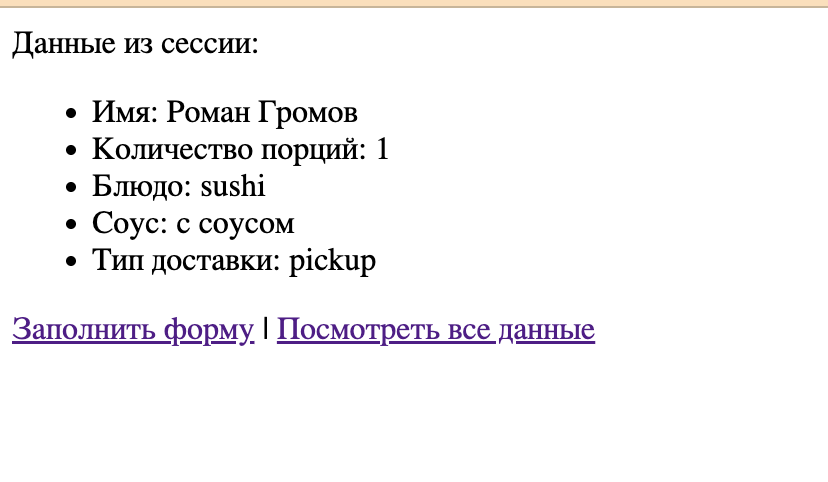 Данные из сессии:
Имя: Роман Громов
Количество порций: 1
Блюдо: sushi
Соус: с соусом
Тип доставки: pickup
Заполнить форму | Посмотреть все данные